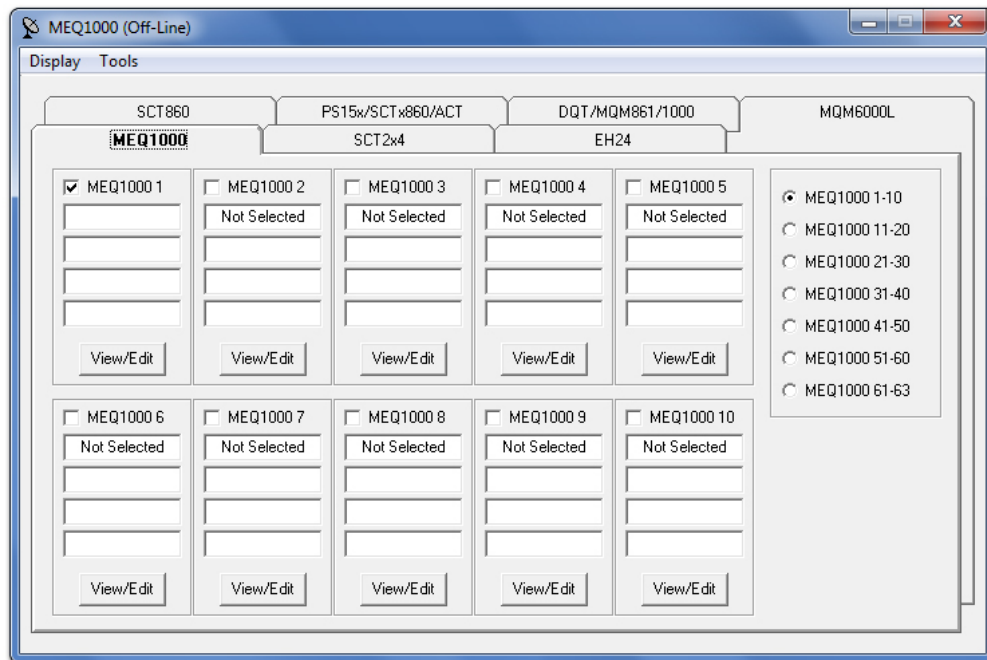 MEQ1000 (Off-Line)
Display Tools
SCT860 PS15x/SCTx860/ACT DQT/MQM861/1000 MQM6000L
MEQ1000 SCT2x4 EH24
MEQ1000 1 MEQ1000 2 MEQ1000 3 MEQ1000 4 MEQ1000 5
Not Selected Not Selected Not Selected Not Selected
View/Edit View/Edit View/Edit View/Edit View/Edit
MEQ1000 6 MEQ1000 7 MEQ1000 8 MEQ1000 9 MEQ1000 10
Not Selected Not Selected Not Selected Not Selected Not Selected
View/Edit View/Edit View/Edit View/Edit View/Edit
MEQ1000 1-10
MEQ1000 11-20
MEQ1000 21-30
MEQ1000 31-40
MEQ1000 41-50
MEQ1000 51-60
MEQ1000 61-63